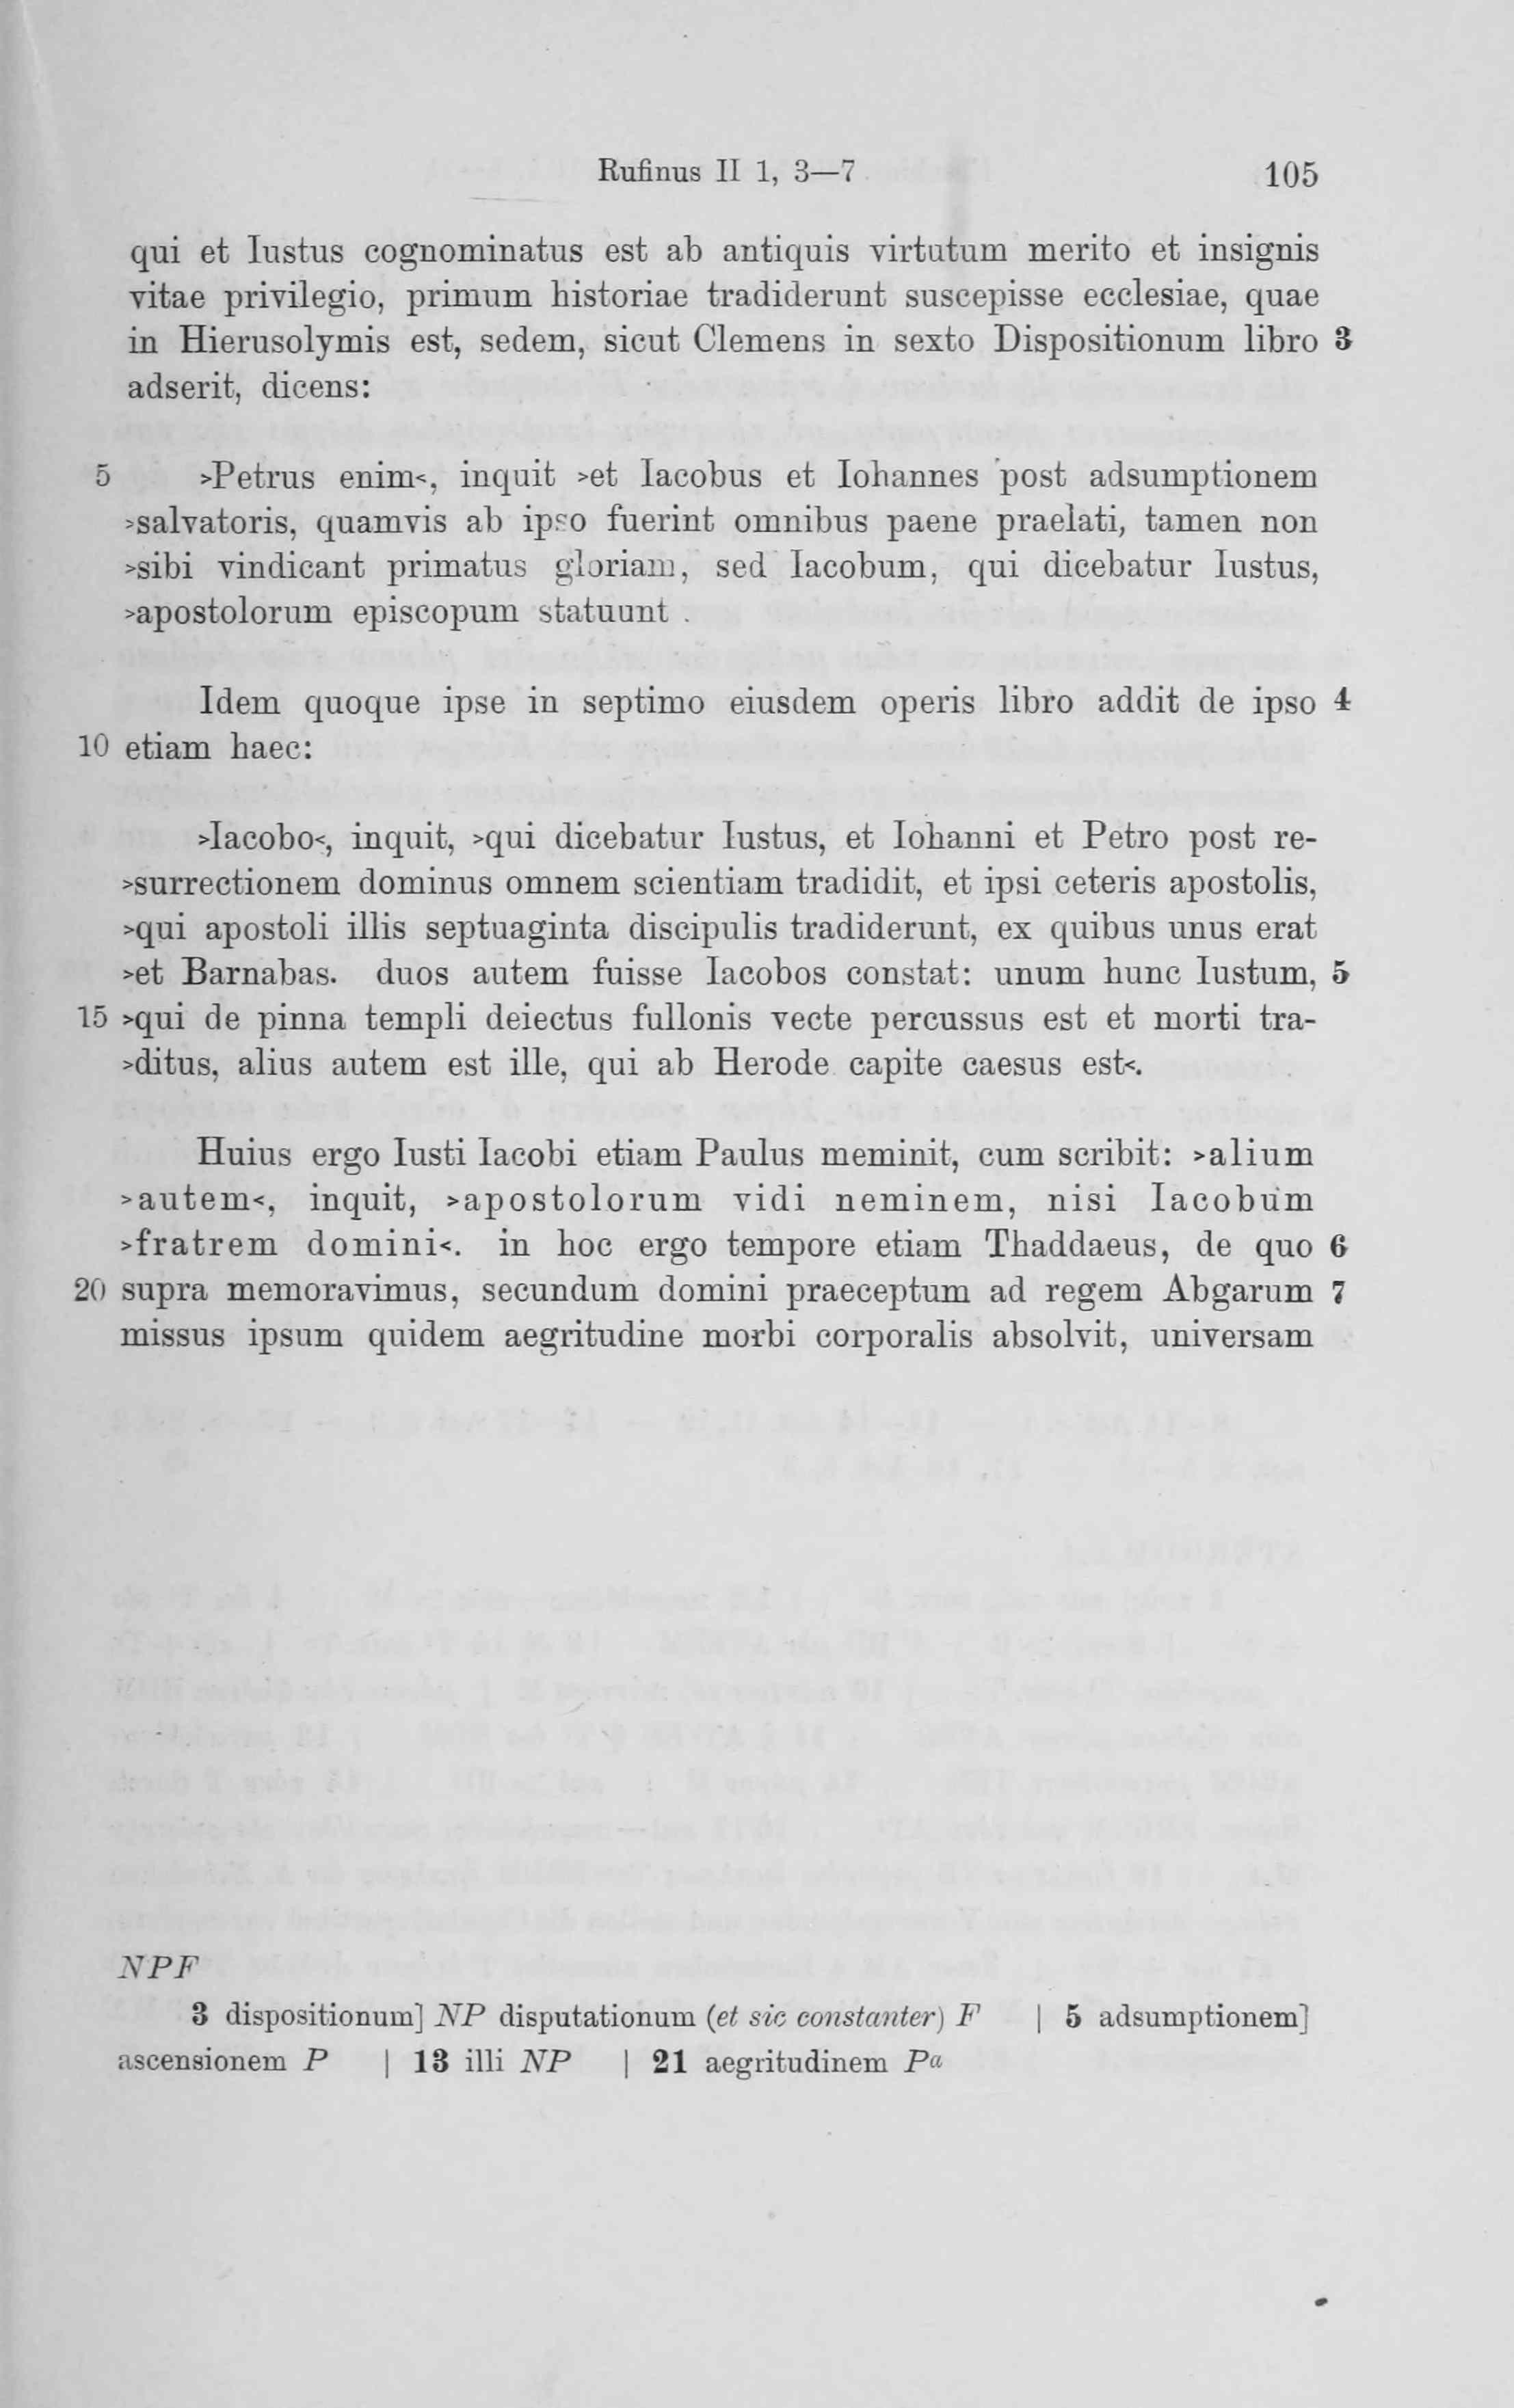 Rufinus II 1, 3—7 105
qui et Iustus cognominatus est ab antiquis virtutum merito et insignis
vitae privilegio, primum historiae tradiderunt suscepisse ecclesiae, quae
in Hierusolymis est, sedem, sicut Clemens in sexto Dispositionum libro 3
adserit, dicens:
5 >Petrus enim<, inquit >et Iacobus et Iohannes post adsumptionem
>salvatoris, quamvis ab ipso fuerint omnibus paene praelati, tamen non
>sibi vindicant primatus gloriam, sed Iacobum, qui dicebatur Iustus,
>apostolorum episcopum statuunt .
Idem quoque ipse in septimo eiusdem operis libro addit de ipso 4
10 etiam haec:
>Iacobo<, inquit, >qui dicebatur Iustus, et Iohanni et Petro post re-
>surrectionem dominus omnem scientiam tradidit, et ipsi ceteris apostolis,
>qui apostoli illis septuaginta discipulis tradiderunt, ex quibus unus erat
>et Barnabas. duos autem fuisse Iacobos constat: unum hunc Iustum, 5
15 >qui de pinna templi deiectus fullonis vecte percussus est et morti tra-
>ditus, alius autem est ille, qui ab Herode capite caesus est<.
Huius ergo Iusti Iacobi etiam Paulus meminit, cum scribit: >alium
>autem<, inquit, >apostolorum vidi neminem, nisi Iacobum
>fratrem domini<. in hoc ergo tempore etiam Thaddaeus, de quo 6
20 supra memoravimus, secundum domini praeceptum ad regem Abgarum 7
missus ipsum quidem aegritudine morbi corporalis absolvit, universam
NPF
3 dispositionum] NP disputationum (et sic constanter) F | 5 adsumptionem]
ascensionem P | 13 illi NP | 21 aegritudinem Pa